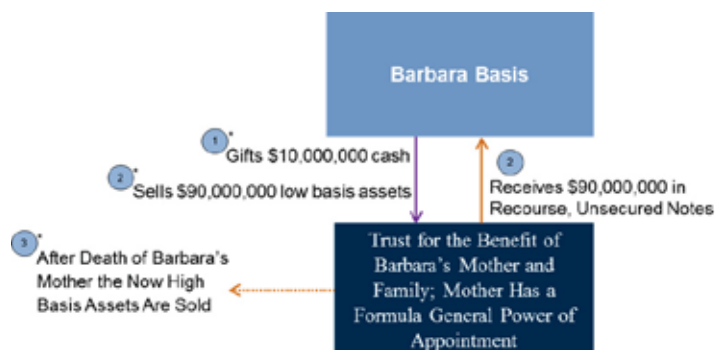 Barbara Basis
1
*
Gifts $10,000,000 cash
2
*
Sells $90,000,000 low basis assets
2
Receives $90,000,000 in
Recourse, Unsecured Notes
3
*
After Death of Barbara's
Mother the Now High
Basis Assets Are Sold
Trust for the Benefit of
Barbara's Mother and
Family; Mother Has a
Formula General Power of
Appointment